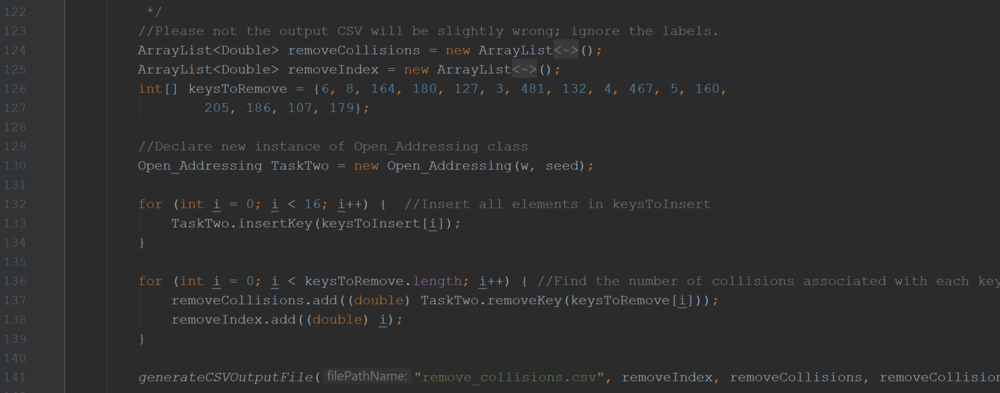 122 */
123 //Please not the output CSV will be slightly wrong; ignore the labels.
124 ArrayList<Double> removeCollisions = new ArrayList<~>();
125 ArrayList<Double> removeIndex = new ArrayList<~>();
126 int[] keysToRemove = {6, 8, 164, 180, 127, 3, 481, 132, 4, 467, 5, 160,
127 205, 186, 107, 179};
128
129 //Declare new instance of Open_Addressing class
130 Open_Addressing TaskTwo = new Open_Addressing(w, seed);
131
132 for (int i = 0; i < 16; i++) { //Insert all elements in keysToInsert
133 TaskTwo.insertKey(keysToInsert[i]);
134 }
135
136 for (int i = 0; i < keysToRemove.length; i++) { //Find the number of collisions associated with each key
137 removeCollisions.add((double) TaskTwo.removeKey(keysToRemove[i]));
138 removeIndex.add((double) i);
139 }
140
141 generateCSVOutputFile( filePathName: "remove_collisions.csv", removeIndex, removeCollisions, removeCollision